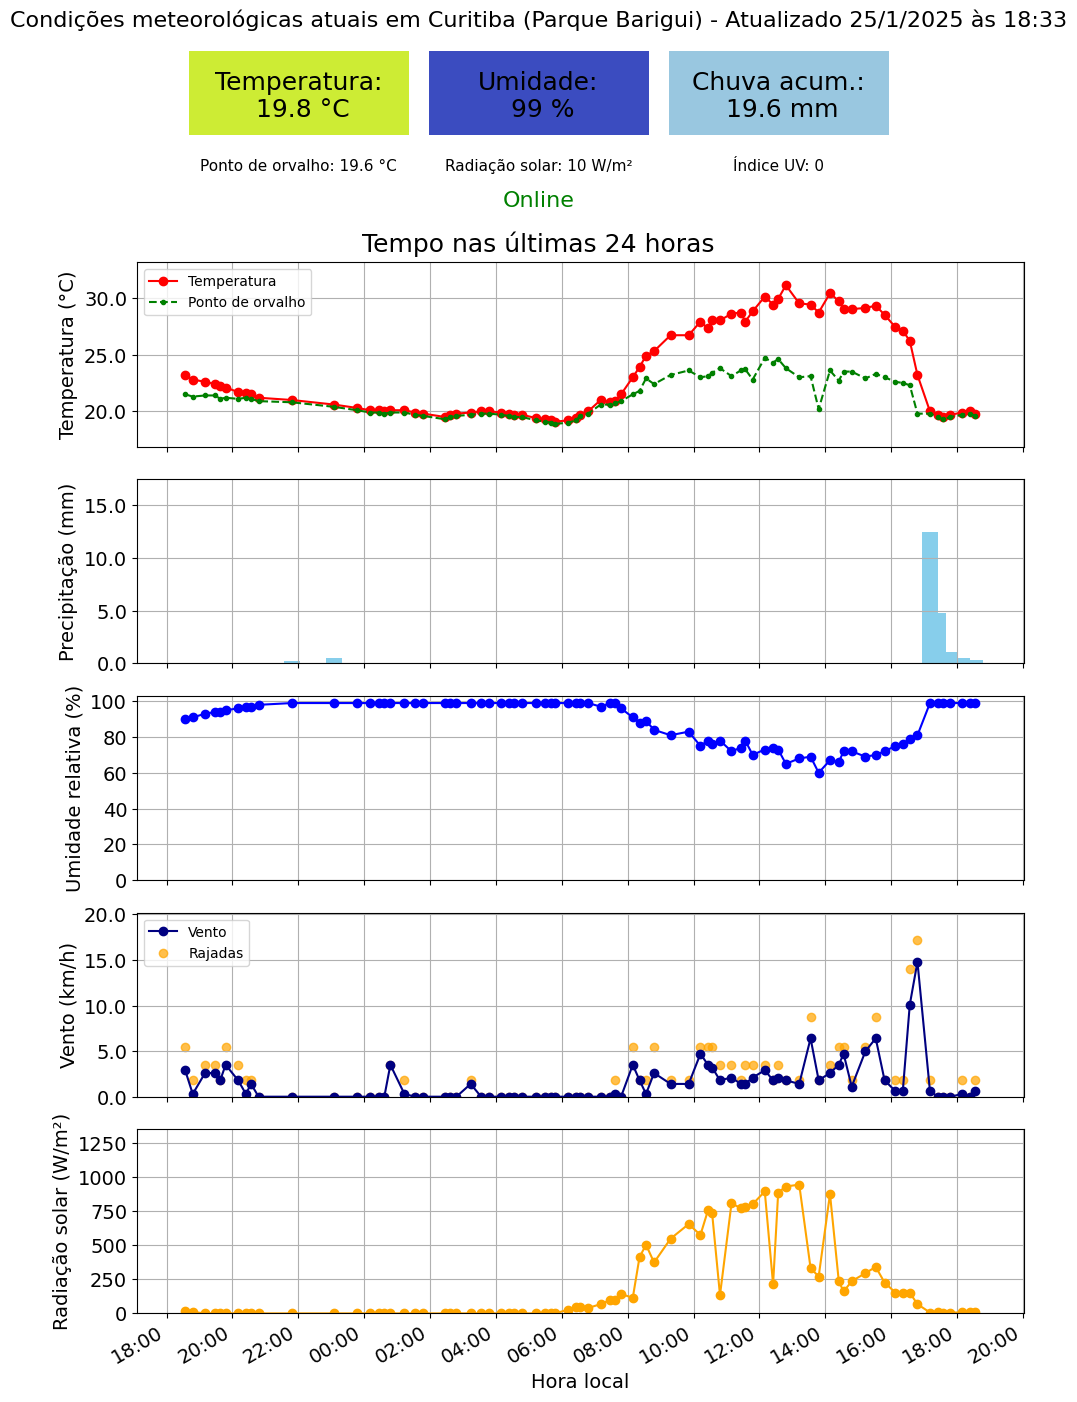 Condições meteorológicas atuais em Curitiba (Parque Barigui) - Atualizado 25/1/2025 às 18:33
Temperatura:
19.8 °C
Umidade:
99 %
Chuva acum.:
19.6 mm
Ponto de orvalho: 19.6 °C
Radiação solar: 10 W/m²
Índice UV: 0
Online
Tempo nas últimas 24 horas
Temperatura (°C)
30.0
25.0
20.0
Temperatura
Ponto de orvalho
Precipitação (mm)
15.0
10.0
5.0
0.0
Umidade relativa (%)
100
80
60
40
20
0
Vento (km/h)
20.0
15.0
10.0
5.0
0.0
Vento
Rajadas
Radiação solar (W/m²)
1250
1000
750
500
250
0
18:00
20:00
22:00
00:00
02:00
04:00
06:00
08:00
10:00
12:00
14:00
16:00
18:00
20:00
Hora local